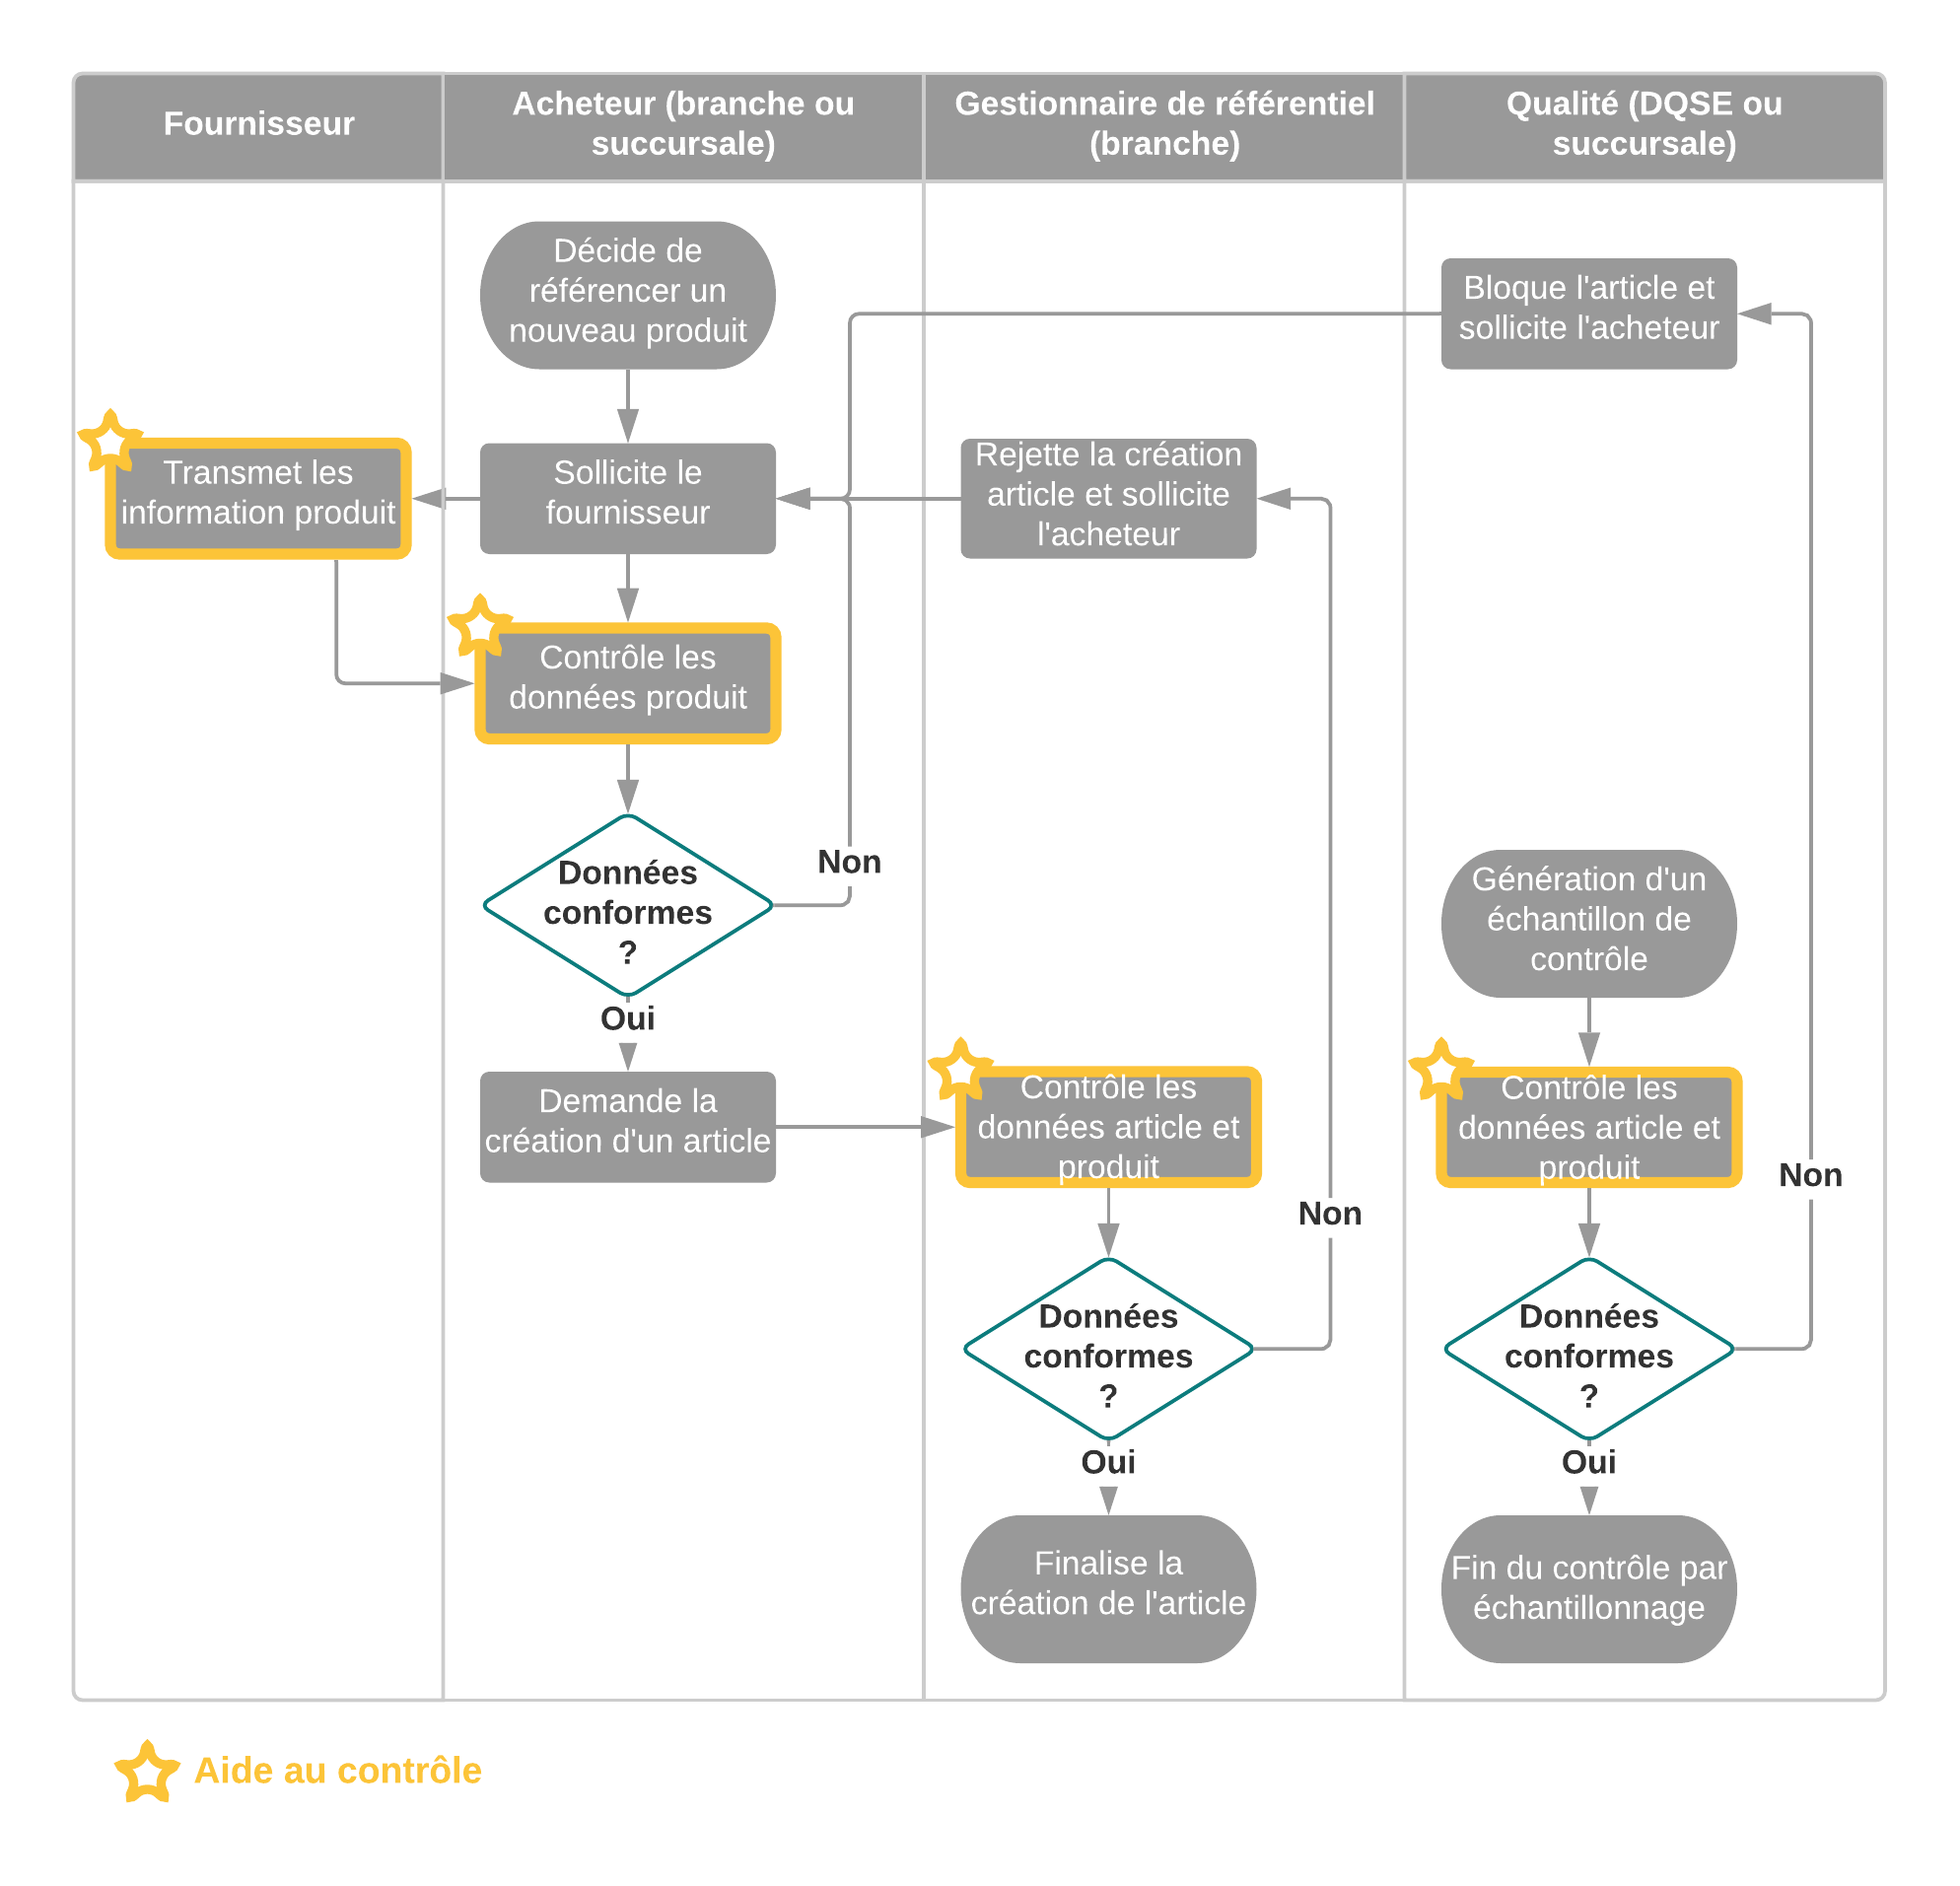 Fournisseur
Acheteur (branche ou
succursale)
Gestionnaire de référentiel
(branche)
Qualité (DQSE ou
succursale)
Décide de
référencer un
nouveau produit
Bloque l'article et
sollicite l'acheteur
Transmet les
information produit
Sollicite le
fournisseur
Rejette la création
article et sollicite
l'acheteur
Contrôle les
données produit
Données
conformes
?
Non
Oui
Demande la
création d'un article
Génération d'un
échantillon de
contrôle
Contrôle les
données article et
produit
Contrôle les
données article et
produit
Non
Non
Données
conformes
?
Données
conformes
?
Oui
Oui
Finalise la
création de l'article
Fin du contrôle par
échantillonnage
Aide au contrôle